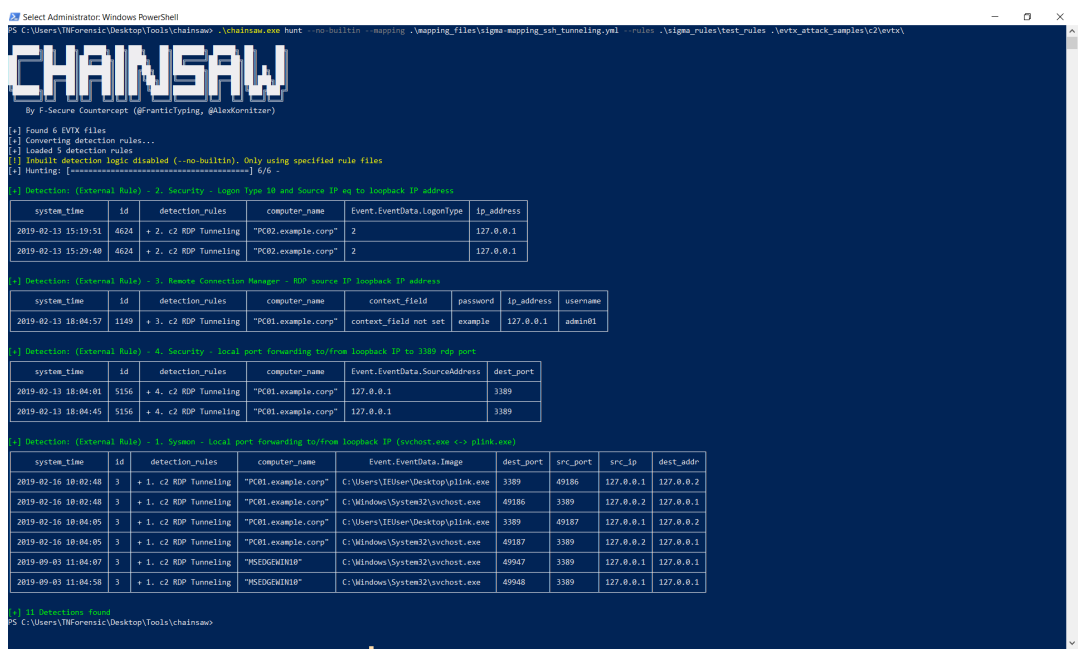 Select Administrator: Windows PowerShell
PS C:\Users\TNForensic\Desktop\Tools\chainsaw> .\chainsaw.exe hunt --no-builtin --mapping .\mapping_files\sigma-mapping_ssh_tunneling.yml --rules .\sigma_rules\test_rules .\evtx_attack_samples\c2\evtx\
CHAINSAW
By F-Secure Countercept (@FranticTyping, @AlexKornitzer)
[+] Found 6 EVTX files
[+] Converting detection rules...
[+] Loaded 5 detection rules
[!] Inbuilt detection logic disabled (--no-builtin). Only using specified rule files
[+] Hunting: [========================================] 6/6 -
[+] Detection: (External Rule) - 2. Security - Logon Type 10 and Source IP eq to loopback IP address
system_time id detection_rules computer_name Event.EventData.LogonType ip_address
2019-02-13 15:19:51 4624 + 2. c2 RDP Tunneling "PC02.example.corp" 2 127.0.0.1
2019-02-13 15:29:40 4624 + 2. c2 RDP Tunneling "PC02.example.corp" 2 127.0.0.1
[+] Detection: (External Rule) - 3. Remote Connection Manager - RDP source IP loopback IP address
system_time id detection_rules computer_name context_field password ip_address username
2019-02-13 18:04:57 1149 + 3. c2 RDP Tunneling "PC01.example.corp" context_field not set example 127.0.0.1 admin01
[+] Detection: (External Rule) - 4. Security - local port forwarding to/from loopback IP to 3389 rdp port
system_time id detection_rules computer_name Event.EventData.SourceAddress dest_port
2019-02-13 18:04:01 5156 + 4. c2 RDP Tunneling "PC01.example.corp" 127.0.0.1 3389
2019-02-13 18:04:45 5156 + 4. c2 RDP Tunneling "PC01.example.corp" 127.0.0.1 3389
[+] Detection: (External Rule) - 1. Sysmon - Local port forwarding to/from loopback IP (svchost.exe <-> plink.exe)
system_time id detection_rules computer_name Event.EventData.Image dest_port src_port src_ip dest_addr
2019-02-16 10:02:48 3 + 1. c2 RDP Tunneling "PC01.example.corp" C:\Users\IEUser\Desktop\plink.exe 3389 49186 127.0.0.1 127.0.0.2
2019-02-16 10:02:48 3 + 1. c2 RDP Tunneling "PC01.example.corp" C:\Windows\System32\svchost.exe 49186 3389 127.0.0.2 127.0.0.1
2019-02-16 10:04:05 3 + 1. c2 RDP Tunneling "PC01.example.corp" C:\Users\IEUser\Desktop\plink.exe 3389 49187 127.0.0.1 127.0.0.2
2019-02-16 10:04:05 3 + 1. c2 RDP Tunneling "PC01.example.corp" C:\Windows\System32\svchost.exe 49187 3389 127.0.0.2 127.0.0.1
2019-09-03 11:04:07 3 + 1. c2 RDP Tunneling "MSEDGEWIN10" C:\Windows\System32\svchost.exe 49947 3389 127.0.0.1 127.0.0.1
2019-09-03 11:04:58 3 + 1. c2 RDP Tunneling "MSEDGEWIN10" C:\Windows\System32\svchost.exe 49948 3389 127.0.0.1 127.0.0.1
[+] 11 Detections found
PS C:\Users\TNForensic\Desktop\Tools\chainsaw>